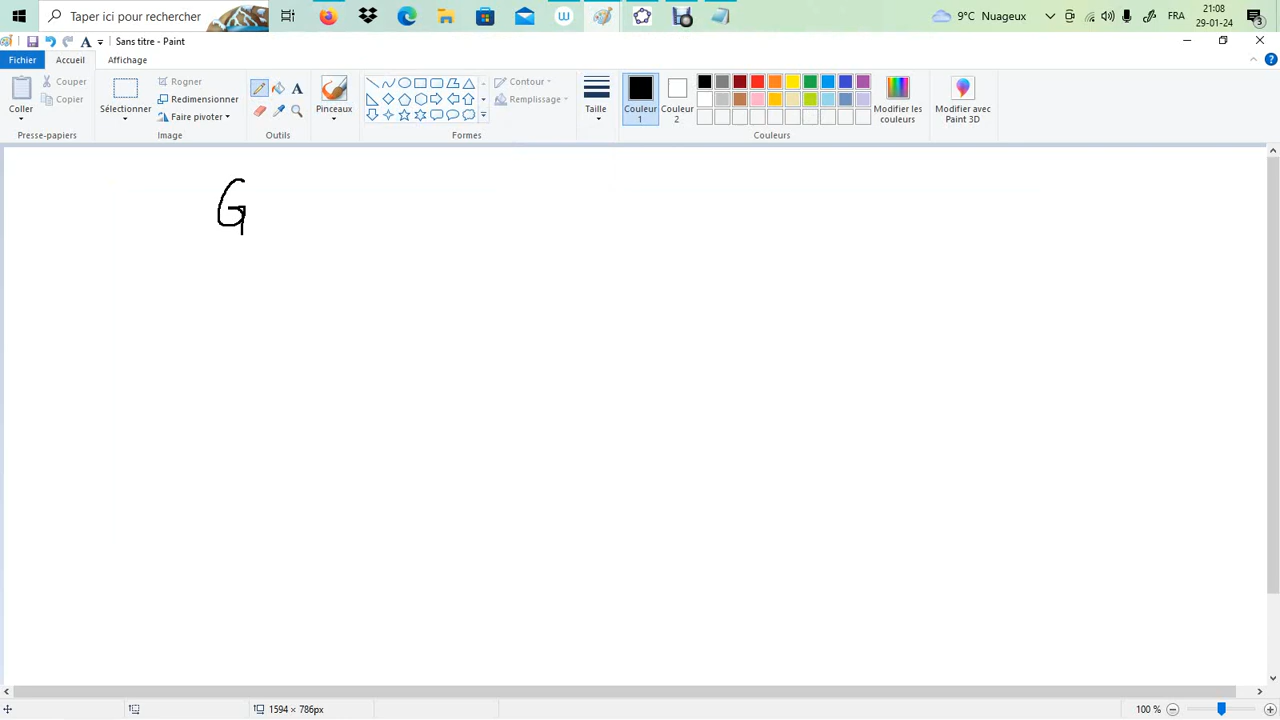 Taper ici pour rechercher 9°C Nuageux FRA 21:08 29-01-24 3
Sans titre - Paint
Fichier Accueil Affichage
Coller Couper Copier Presse-papiers
Sélectionner Rogner Redimensionner Faire pivoter Image
Outils
Pinceaux
Contour Remplissage Formes
Taille
Couleur 1 Couleur 2 Modifier les couleurs Couleurs
Modifier avec Paint 3D
G
1594 × 786px 100 %